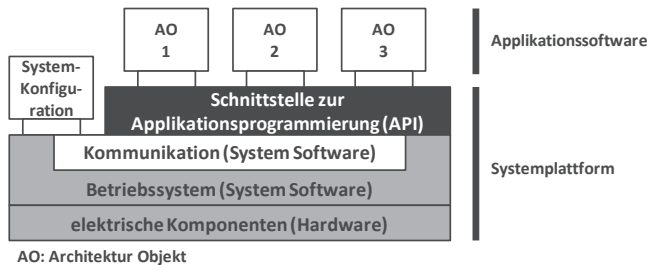 AO
1
AO
2
AO
3
Applikationssoftware
System-
Konfigu-
ration
Schnittstelle zur
Applikationsprogrammierung (API)
Kommunikation (System Software)
Systemplattform
Betriebssystem (System Software)
elektrische Komponenten (Hardware)
AO: Architektur Objekt